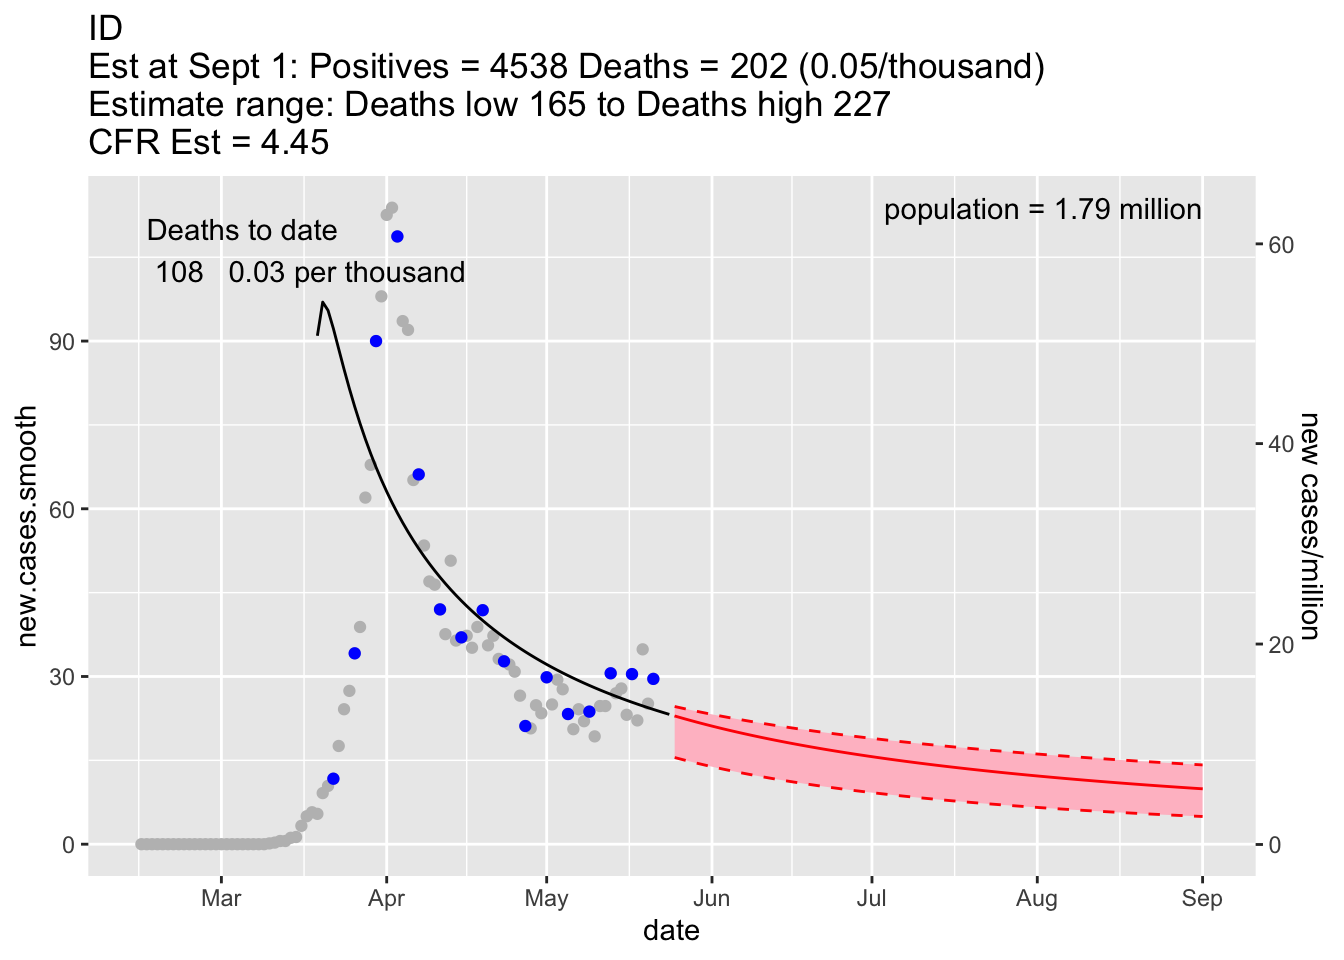 ID
Est at Sept 1: Positives = 4538 Deaths = 202 (0.05/thousand)
Estimate range: Deaths low 165 to Deaths high 227
CFR Est = 4.45
population = 1.79 million
Deaths to date
108 0.03 per thousand
new.cases.smooth
90
60
30
0
new cases/million
60
40
20
0
Mar Apr May Jun Jul Aug Sep
date